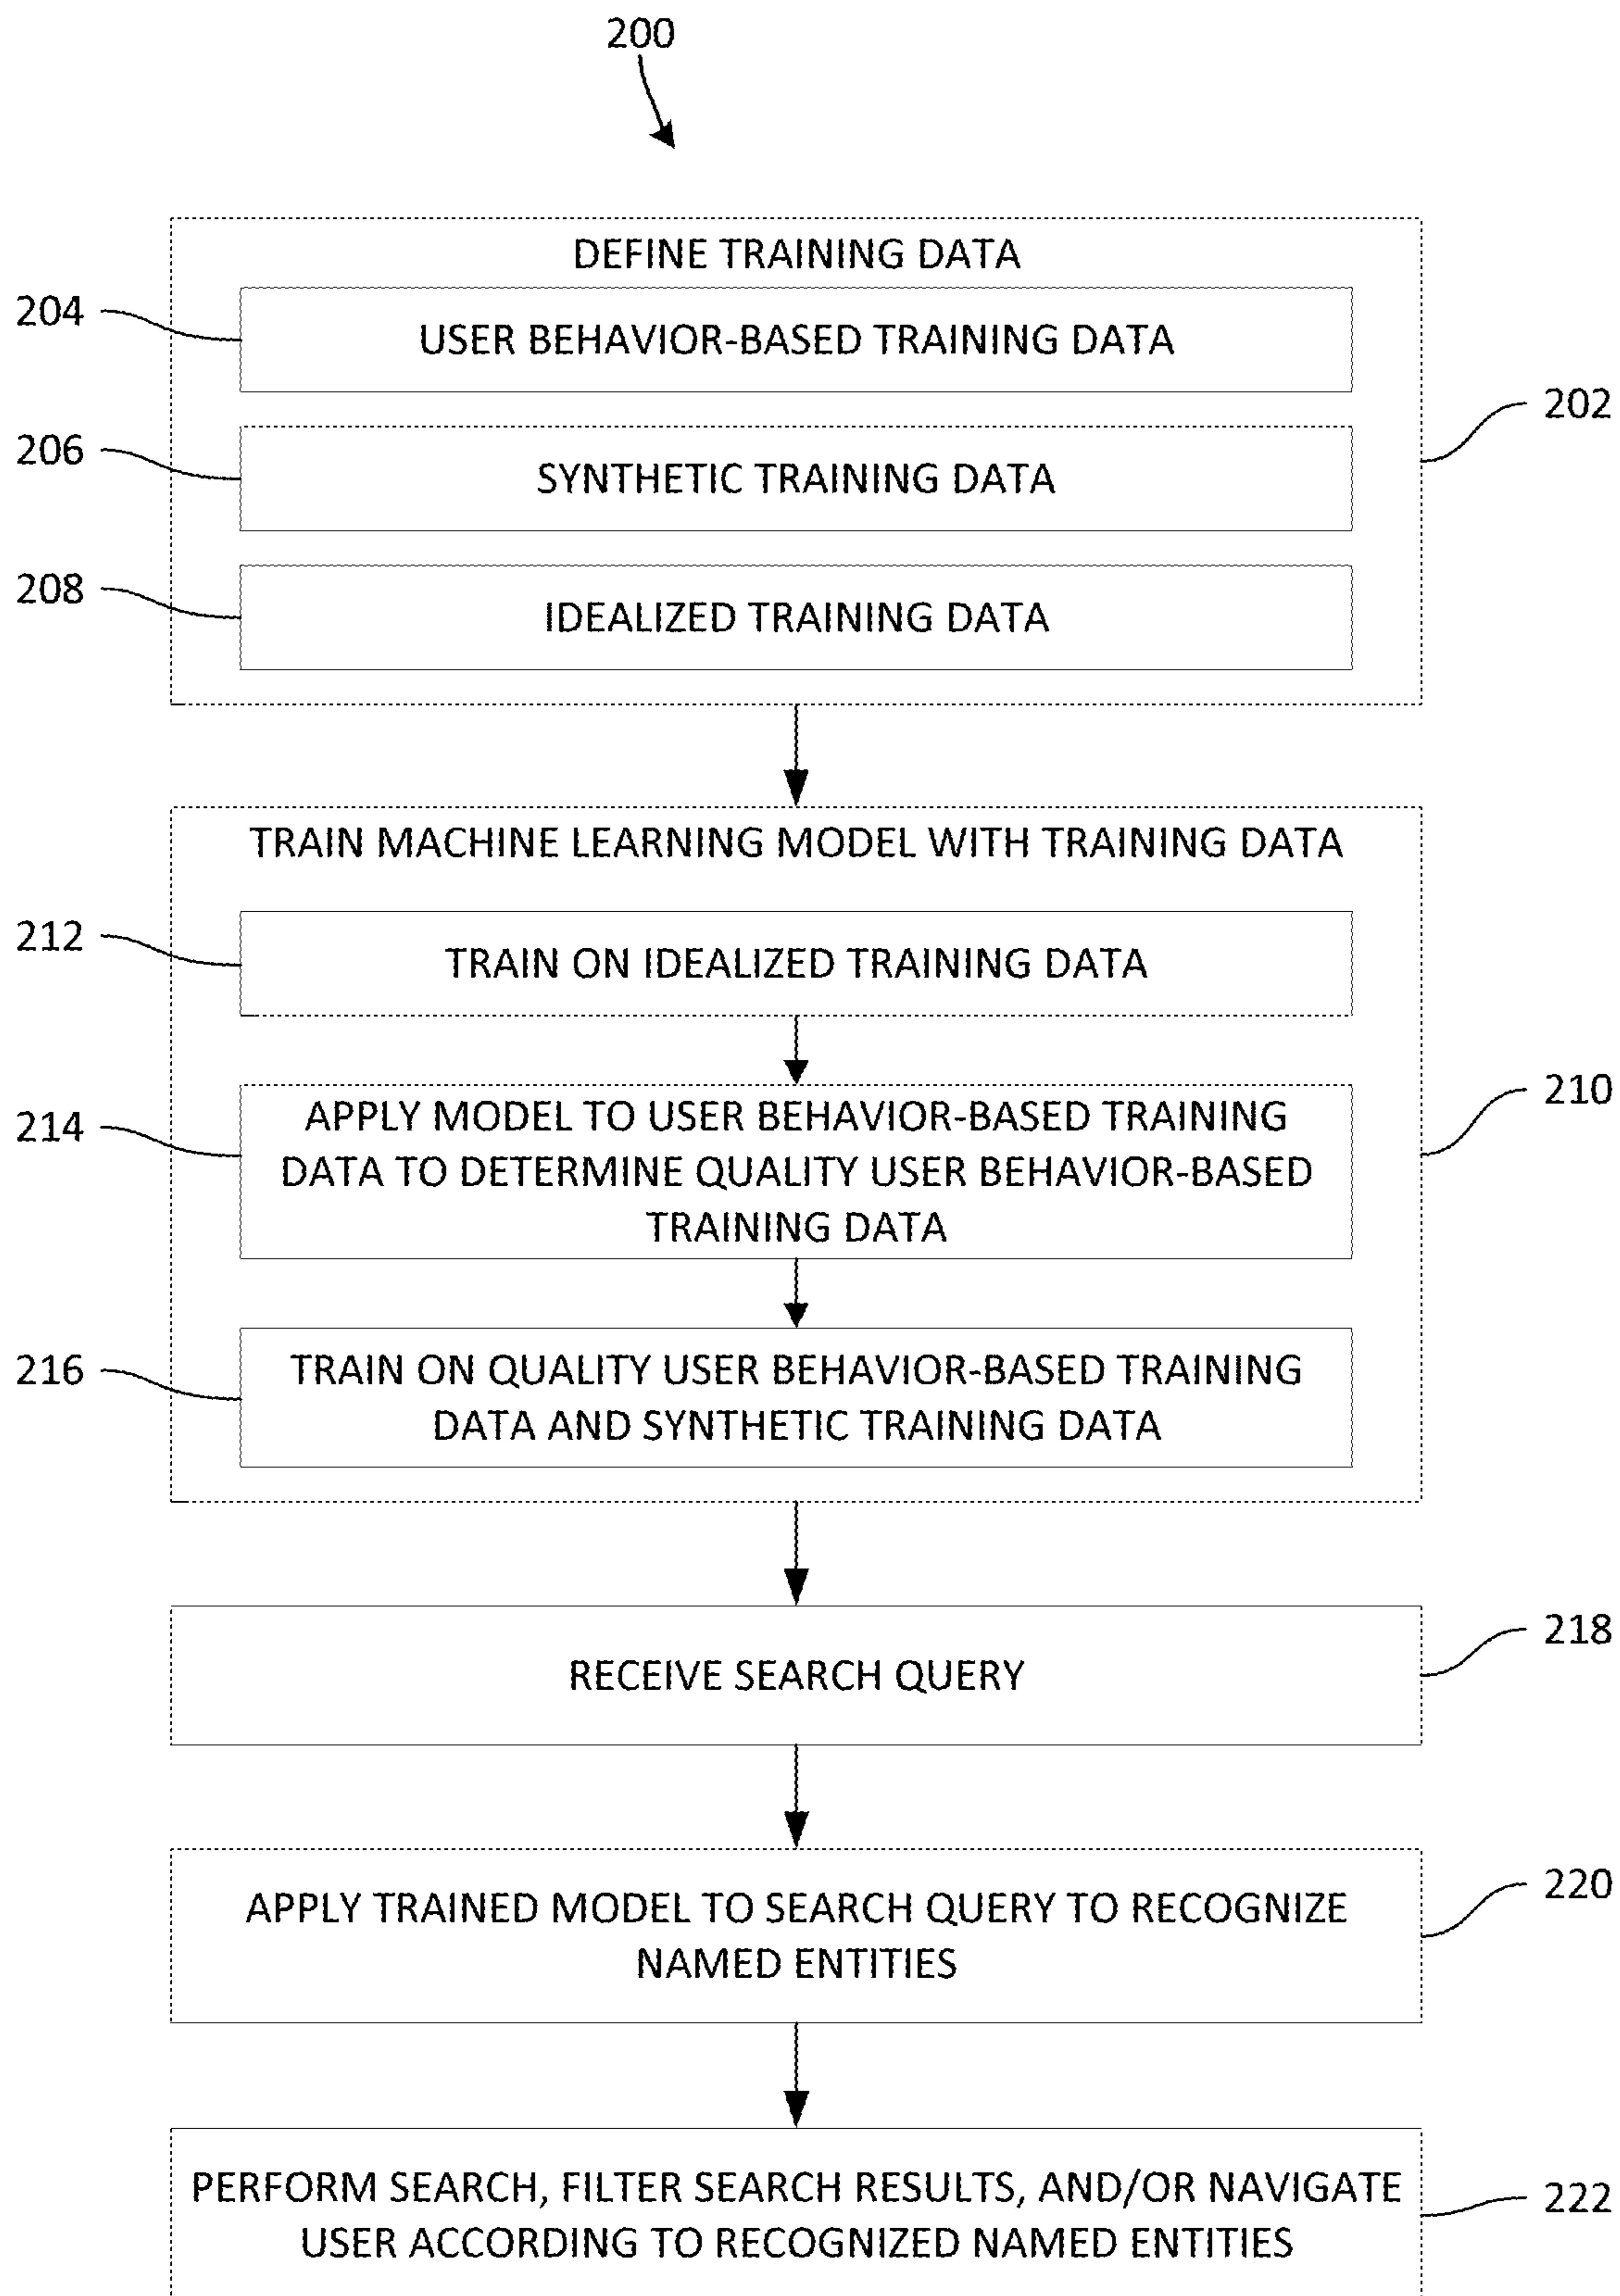 200
DEFINE TRAINING DATA
204
USER BEHAVIOR-BASED TRAINING DATA
202
206
SYNTHETIC TRAINING DATA
208
IDEALIZED TRAINING DATA
TRAIN MACHINE LEARNING MODEL WITH TRAINING DATA
212
TRAIN ON IDEALIZED TRAINING DATA
210
214
APPLY MODEL TO USER BEHAVIOR-BASED TRAINING
DATA TO DETERMINE QUALITY USER BEHAVIOR-BASED
TRAINING DATA
216
TRAIN ON QUALITY USER BEHAVIOR-BASED TRAINING
DATA AND SYNTHETIC TRAINING DATA
218
RECEIVE SEARCH QUERY
220
APPLY TRAINED MODEL TO SEARCH QUERY TO RECOGNIZE
NAMED ENTITIES
PERFORM SEARCH, FILTER SEARCH RESULTS, AND/OR NAVIGATE
222
USER ACCORDING TO RECOGNIZED NAMED ENTITIES